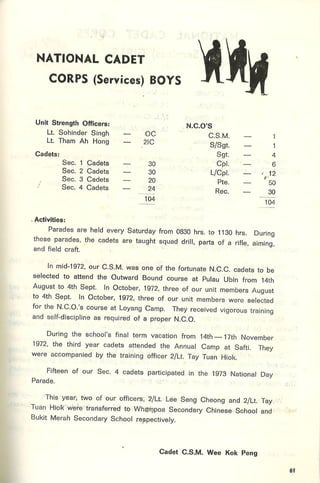 NATIONAL CADET
CORPS (Services) BOYS
Unit Strength Officers:
Lt. Sohinder Singh — OC
Lt. Tham Ah Hong — 2IC
Cadets:
Sec. 1 Cadets — 30
Sec. 2 Cadets — 30
Sec. 3 Cadets — 20
Sec. 4 Cadets — 24
104
N.C.O'S
C.S.M. — 1
S/Sgt. — 1
Sgt. — 4
Cpl. — 6
L/Cpl. — 12
Pte. — 50
Rec. — 30
104
Activities:
Parades are held every Saturday from 0830 hrs. to 1130 hrs. During
these parades, the cadets are taught squad drill, parts of a rifle, aiming,
and field craft.
In mid-1972, our C.S.M. was one of the fortunate N.C.C. cadets to be
selected to attend the Outward Bound course at Pulau Ubin from 14th
August to 4th Sept. In October, 1972, three of our unit members August
to 4th Sept. In October, 1972, three of our unit members were selected
for the N.C.O.'s course at Loyang Camp. They received vigorous training
and self-discipline as required of a proper N.C.O.
During the school's final term vacation from 14th—17th November
1972, the third year cadets attended the Annual Camp at Safti. They
were accompanied by the training officer 2/Lt. Tay Tuan Hiok.
Fifteen of our Sec. 4 cadets participated in the 1973 National Day
Parade.
This year, two of our officers, 2/Lt. Lee Seng Cheong and 2/Lt. Tay
Tuan Hiok were transferred to Whampoa Secondary Chinese School and
Bukit Merah Secondary School respectively.
Cadet C.S.M. Wee Kok Peng
81